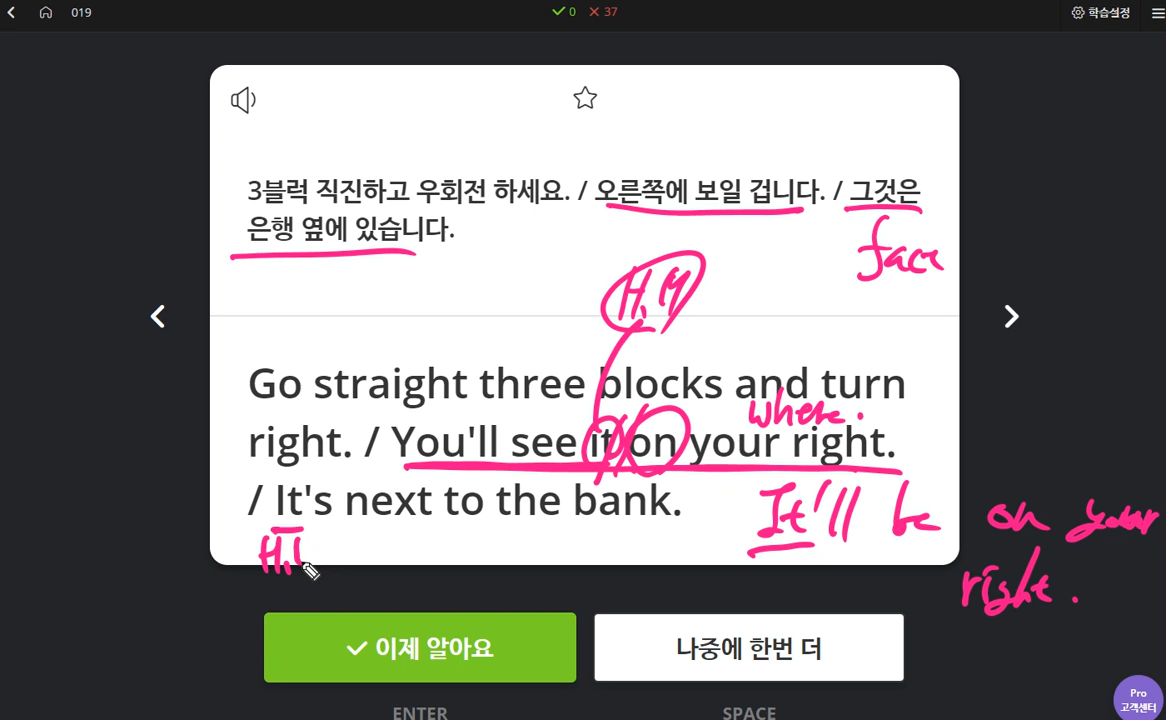 019
0
37
학습설정
3블럭 직진하고 우회전 하세요. / 오른쪽에 보일 겁니다. / 그것은
은행 옆에 있습니다.
Go straight three blocks and turn
where.
right. / You'll see it on your right.
/ It's next to the bank.
It'll be on your
right.
이제 알아요
나중에 한번 더
ENTER
SPACE
Pro
고객센터